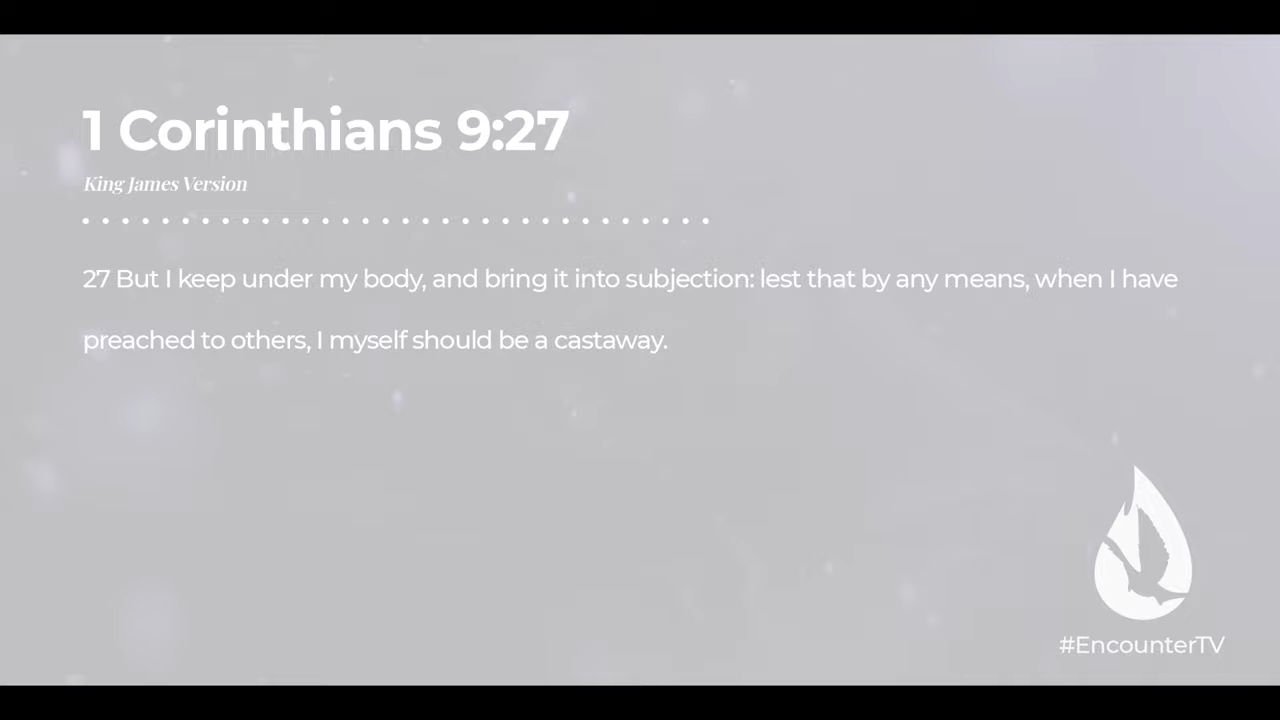 1 Corinthians 9:27
King James Version
27 But I keep under my body, and bring it into subjection: lest that by any means, when I have
preached to others, I myself should be a castaway.
#EncounterTV